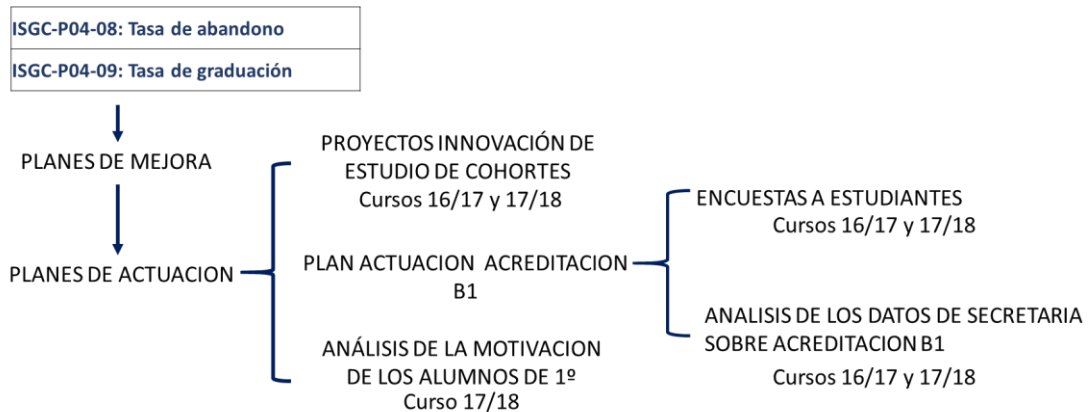 ISGC-P04-08: Tasa de abandono
ISGC-P04-09: Tasa de graduación
PLANES DE MEJORA
PLANES DE ACTUACION
PROYECTOS INNOVACIÓN DE
ESTUDIO DE COHORTES
Cursos 16/17 y 17/18
PLAN ACTUACION ACREDITACION
B1
ANÁLISIS DE LA MOTIVACION
DE LOS ALUMNOS DE 1º
Curso 17/18
ENCUESTAS A ESTUDIANTES
Cursos 16/17 y 17/18
ANALISIS DE LOS DATOS DE SECRETARIA
SOBRE ACREDITACION B1
Cursos 16/17 y 17/18